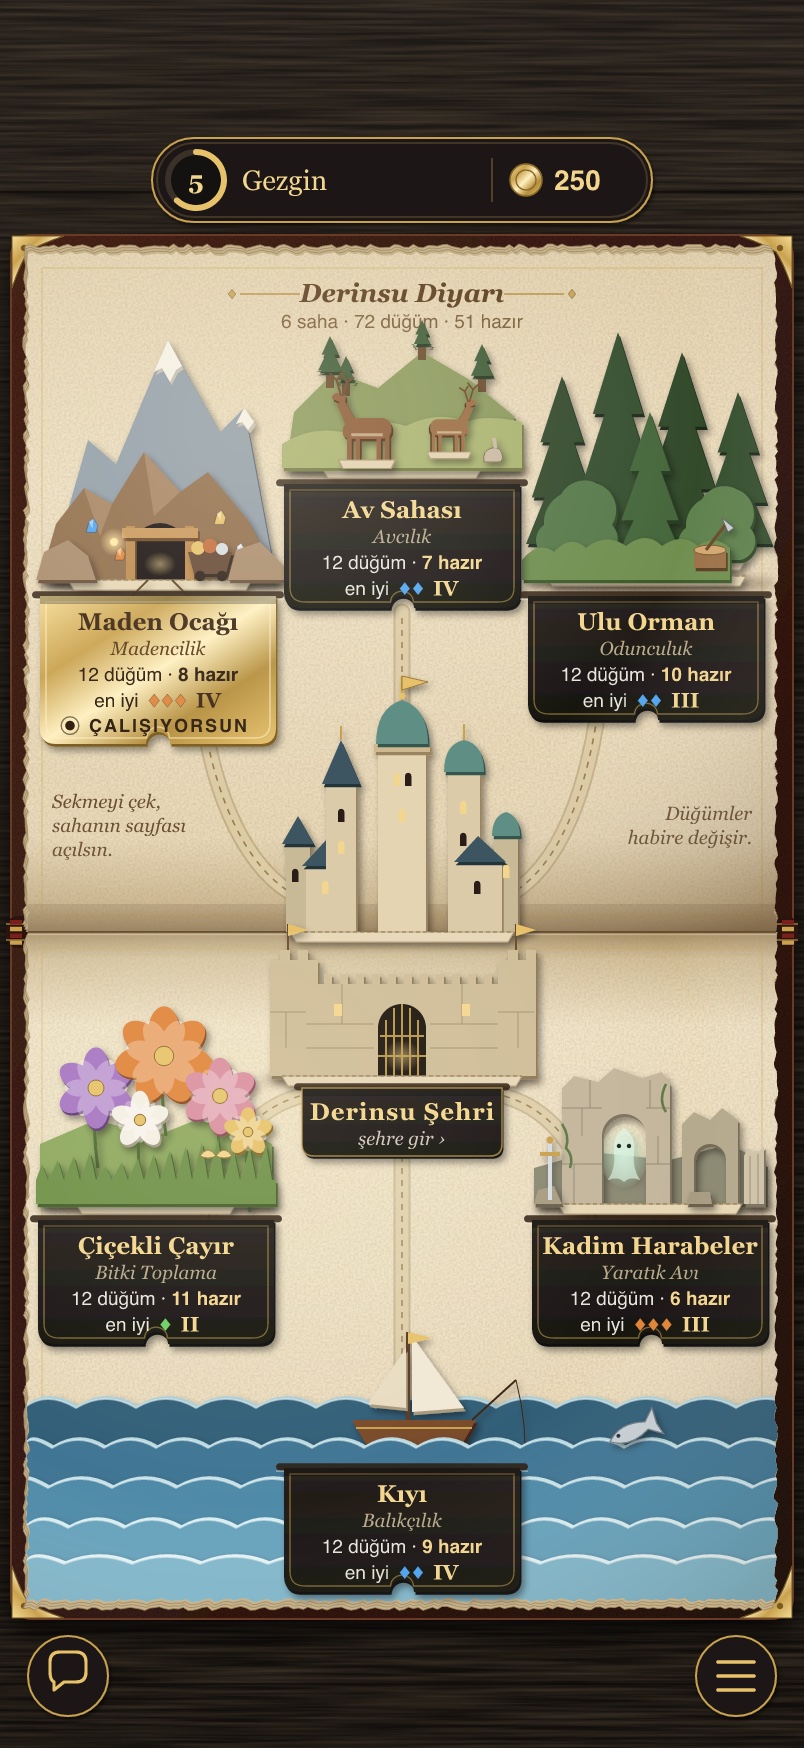 5 Gezgin 250
Derinsu Diyarı
6 saha · 72 düğüm · 51 hazır
Av Sahası
Avcılık
12 düğüm · 7 hazır
en iyi IV
Maden Ocağı
Madencilik
12 düğüm · 8 hazır
en iyi IV
ÇALIŞIYORSUN
Ulu Orman
Odunculuk
12 düğüm · 10 hazır
en iyi III
Sekmeyi çek,
sahanın sayfası
açılsın.
Düğümler
habire değişir.
Derinsu Şehri
şehre gir ›
Çiçekli Çayır
Bitki Toplama
12 düğüm · 11 hazır
en iyi II
Kadim Harabeler
Yaratık Avı
12 düğüm · 6 hazır
en iyi III
Kıyı
Balıkçılık
12 düğüm · 9 hazır
en iyi IV